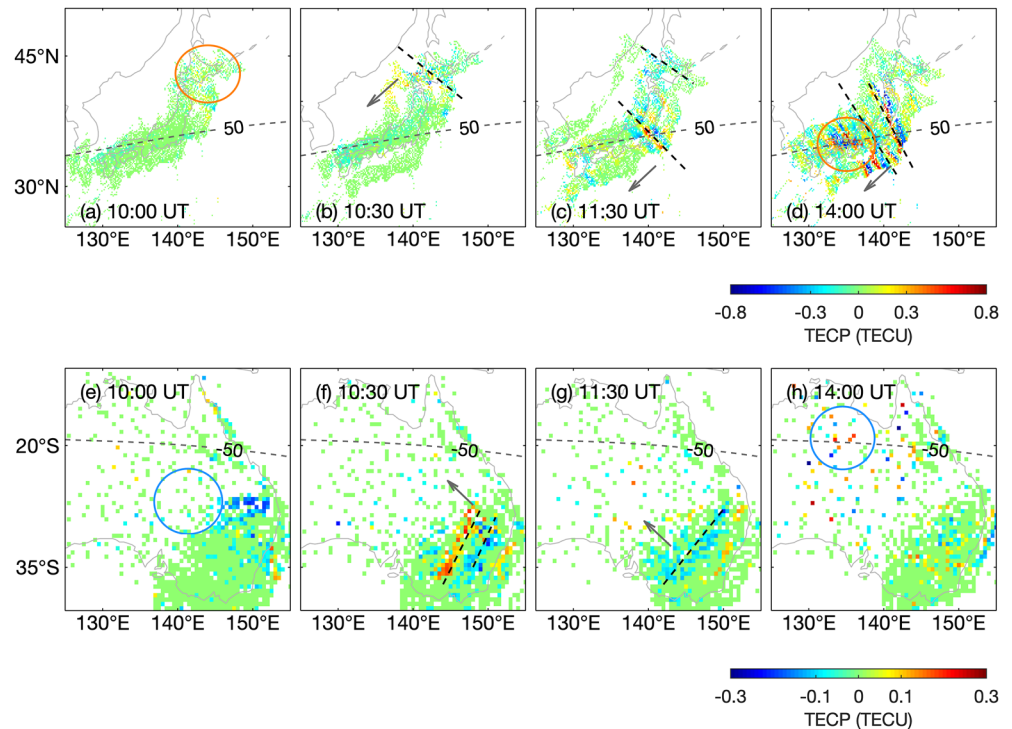 45°N
30°N
50
50
50
50
(a) 10:00 UT
(b) 10:30 UT
(c) 11:30 UT
(d) 14:00 UT
130°E 140°E 150°E
130°E 140°E 150°E
130°E 140°E 150°E
130°E 140°E 150°E
-0.8 -0.3 0 0.3 0.8
TECP (TECU)
(e) 10:00 UT
(f) 10:30 UT
(g) 11:30 UT
(h) 14:00 UT
20°S
35°S
-50
-50
-50
-50
130°E 140°E 150°E
130°E 140°E 150°E
130°E 140°E 150°E
130°E 140°E 150°E
-0.3 -0.1 0 0.1 0.3
TECP (TECU)